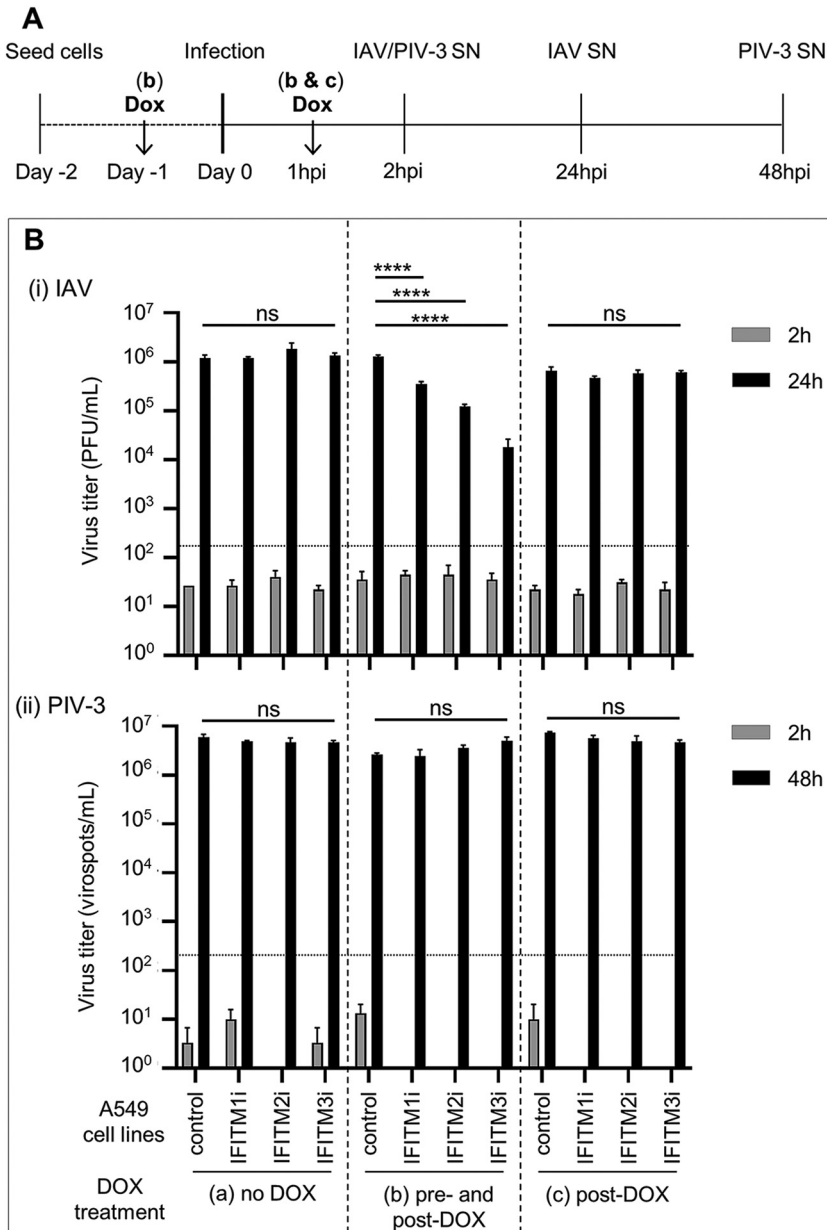 A
Seed cells Infection IAV/PIV-3 SN IAV SN PIV-3 SN
(b) (b & c)
Dox Dox
Day -2 Day -1 Day 0 1hpi 2hpi 24hpi 48hpi
B
(i) IAV
ns **** **** **** ns
Virus titer (PFU/mL)
10⁷
10⁶
10⁵
10⁴
10³
10²
10¹
10⁰
2h
24h
(ii) PIV-3
ns ns ns
Virus titer (virospots/mL)
10⁷
10⁶
10⁵
10⁴
10³
10²
10¹
10⁰
2h
48h
A549
cell lines
control IFITM1i IFITM2i IFITM3i control IFITM1i IFITM2i IFITM3i control IFITM1i IFITM2i IFITM3i
DOX
treatment
(a) no DOX
(b) pre- and
post-DOX
(c) post-DOX